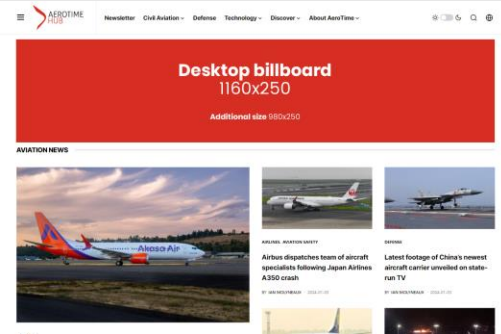 AEROTIME
HUB
Newsletter Civil Aviation Defense Technology Discover About AeroTime
Desktop billboard
1160x250
Additional size 980x250
AVIATION NEWS
Akasa Air
AIRLINES AVIATION SAFETY
Airbus dispatches team of aircraft
specialists following Japan Airlines
A350 crash
DEFENSE
Latest footage of China's newest
aircraft carrier unveiled on state-
run TV